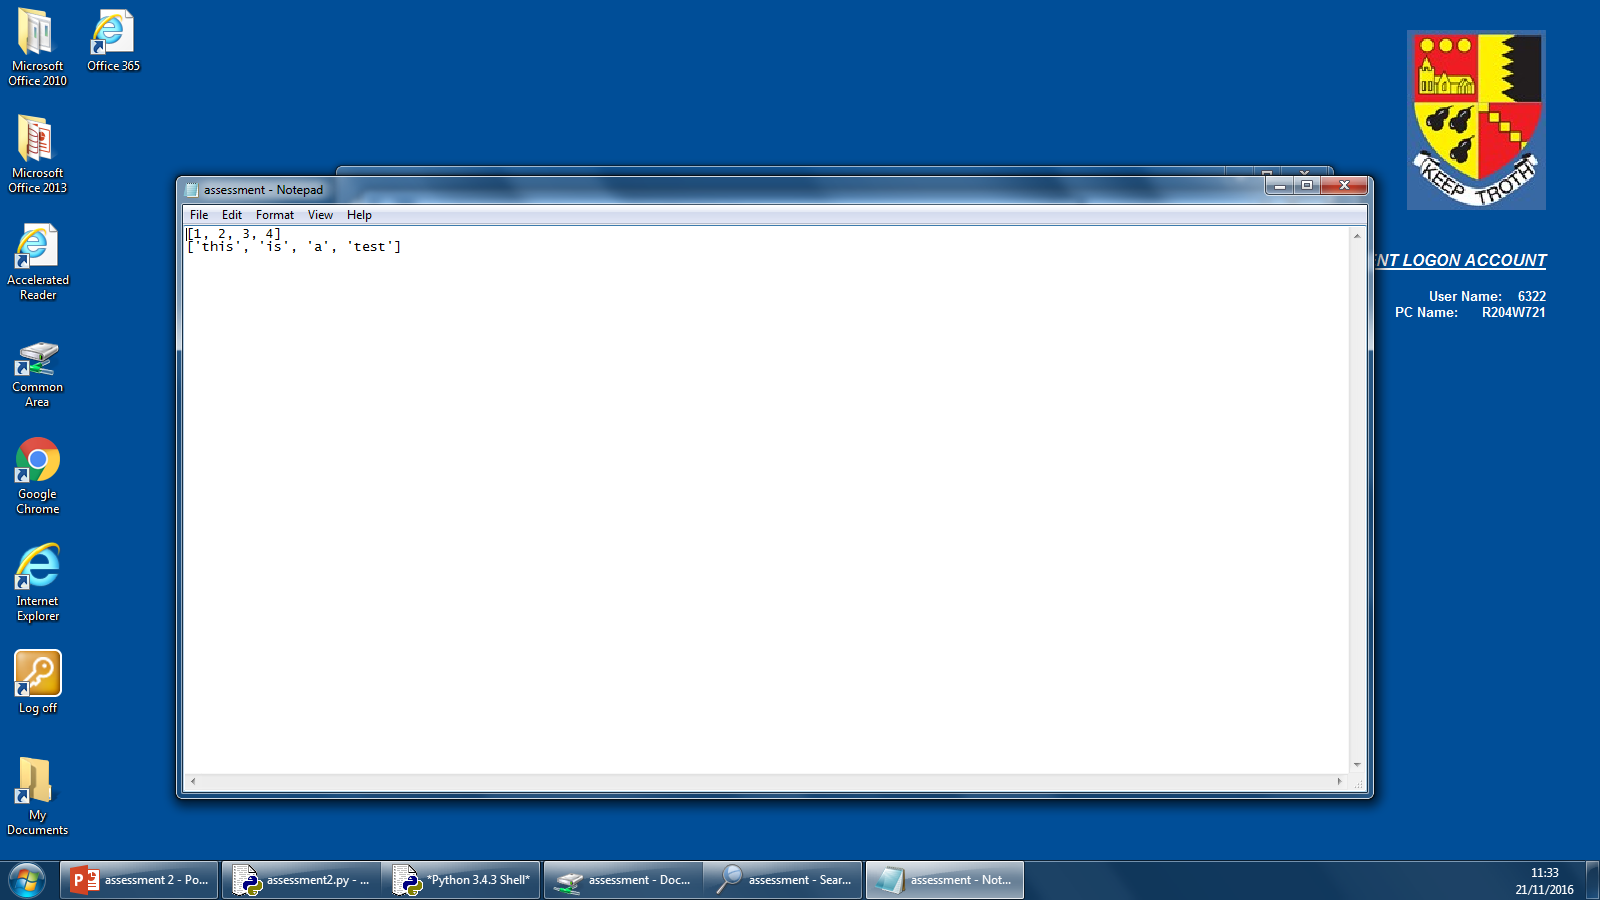 Microsoft
Office 2010
Office 365
Microsoft
Office 2013
Accelerated
Reader
Common
Area
Google
Chrome
Internet
Explorer
Log off
My
Documents
assessment - Notepad
File Edit Format View Help
[1, 2, 3, 4]
['this', 'is', 'a', 'test']
KEEP TROTH
NT LOGON ACCOUNT
User Name: 6322
PC Name: R204W721
assessment 2 - Po...
assessment2.py - ...
*Python 3.4.3 Shell*
assessment - Doc...
assessment - Sear...
assessment - Not...
11:33
21/11/2016